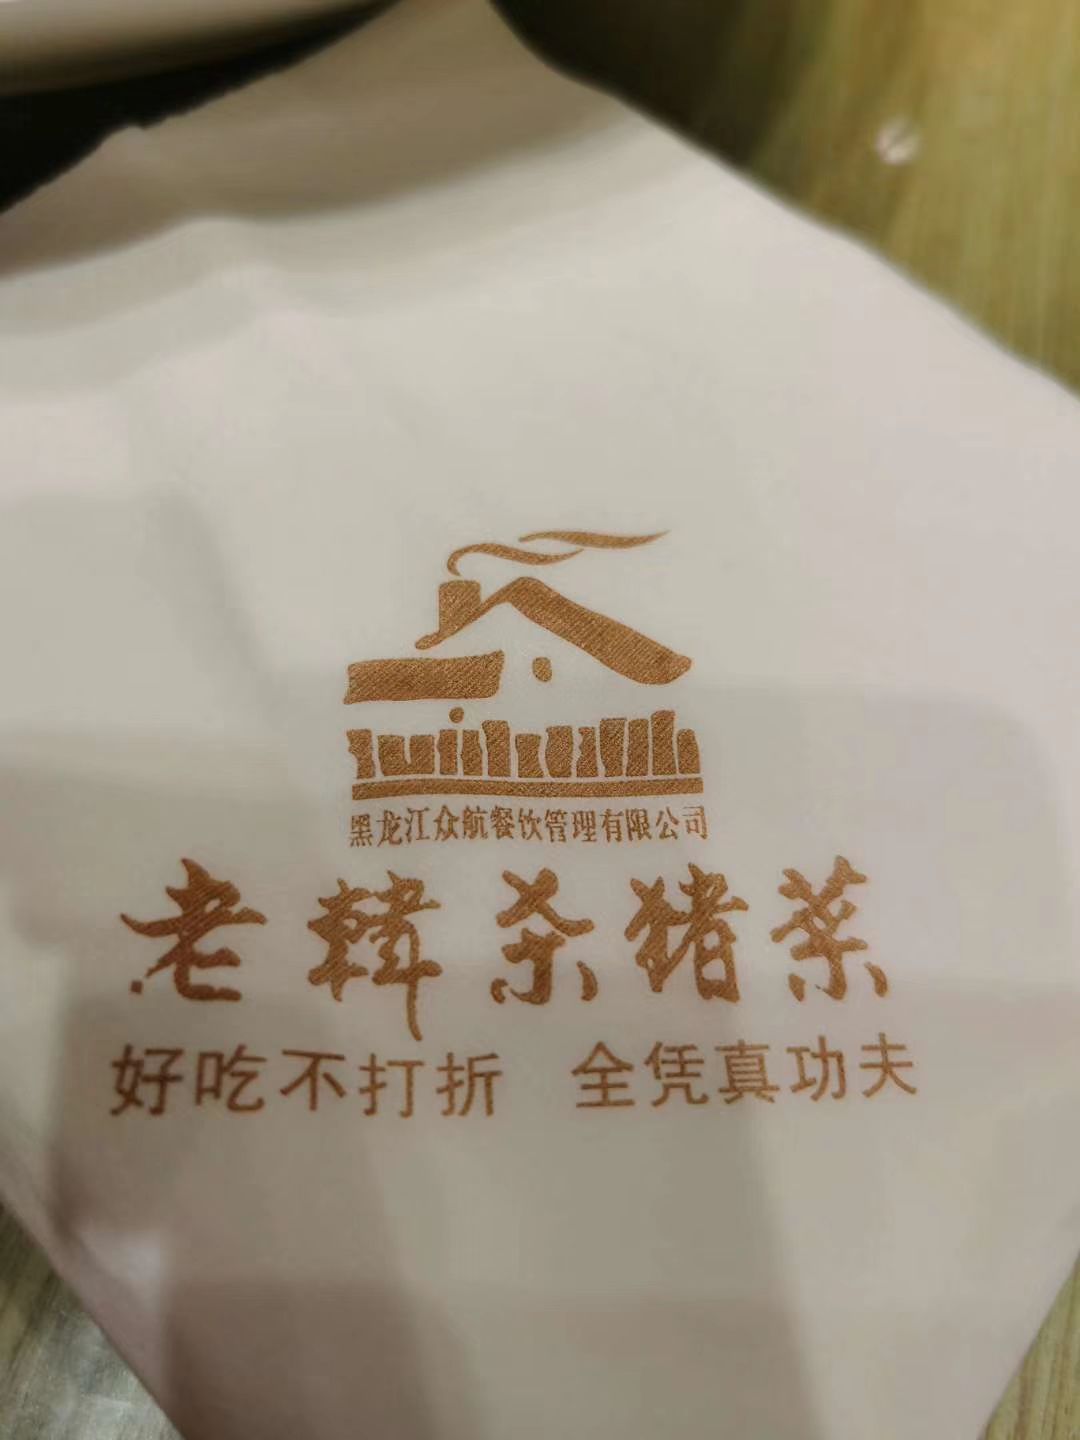 黑龙江众航餐饮管理有限公司
老韓杀猪菜
好吃不打折 全凭真功夫